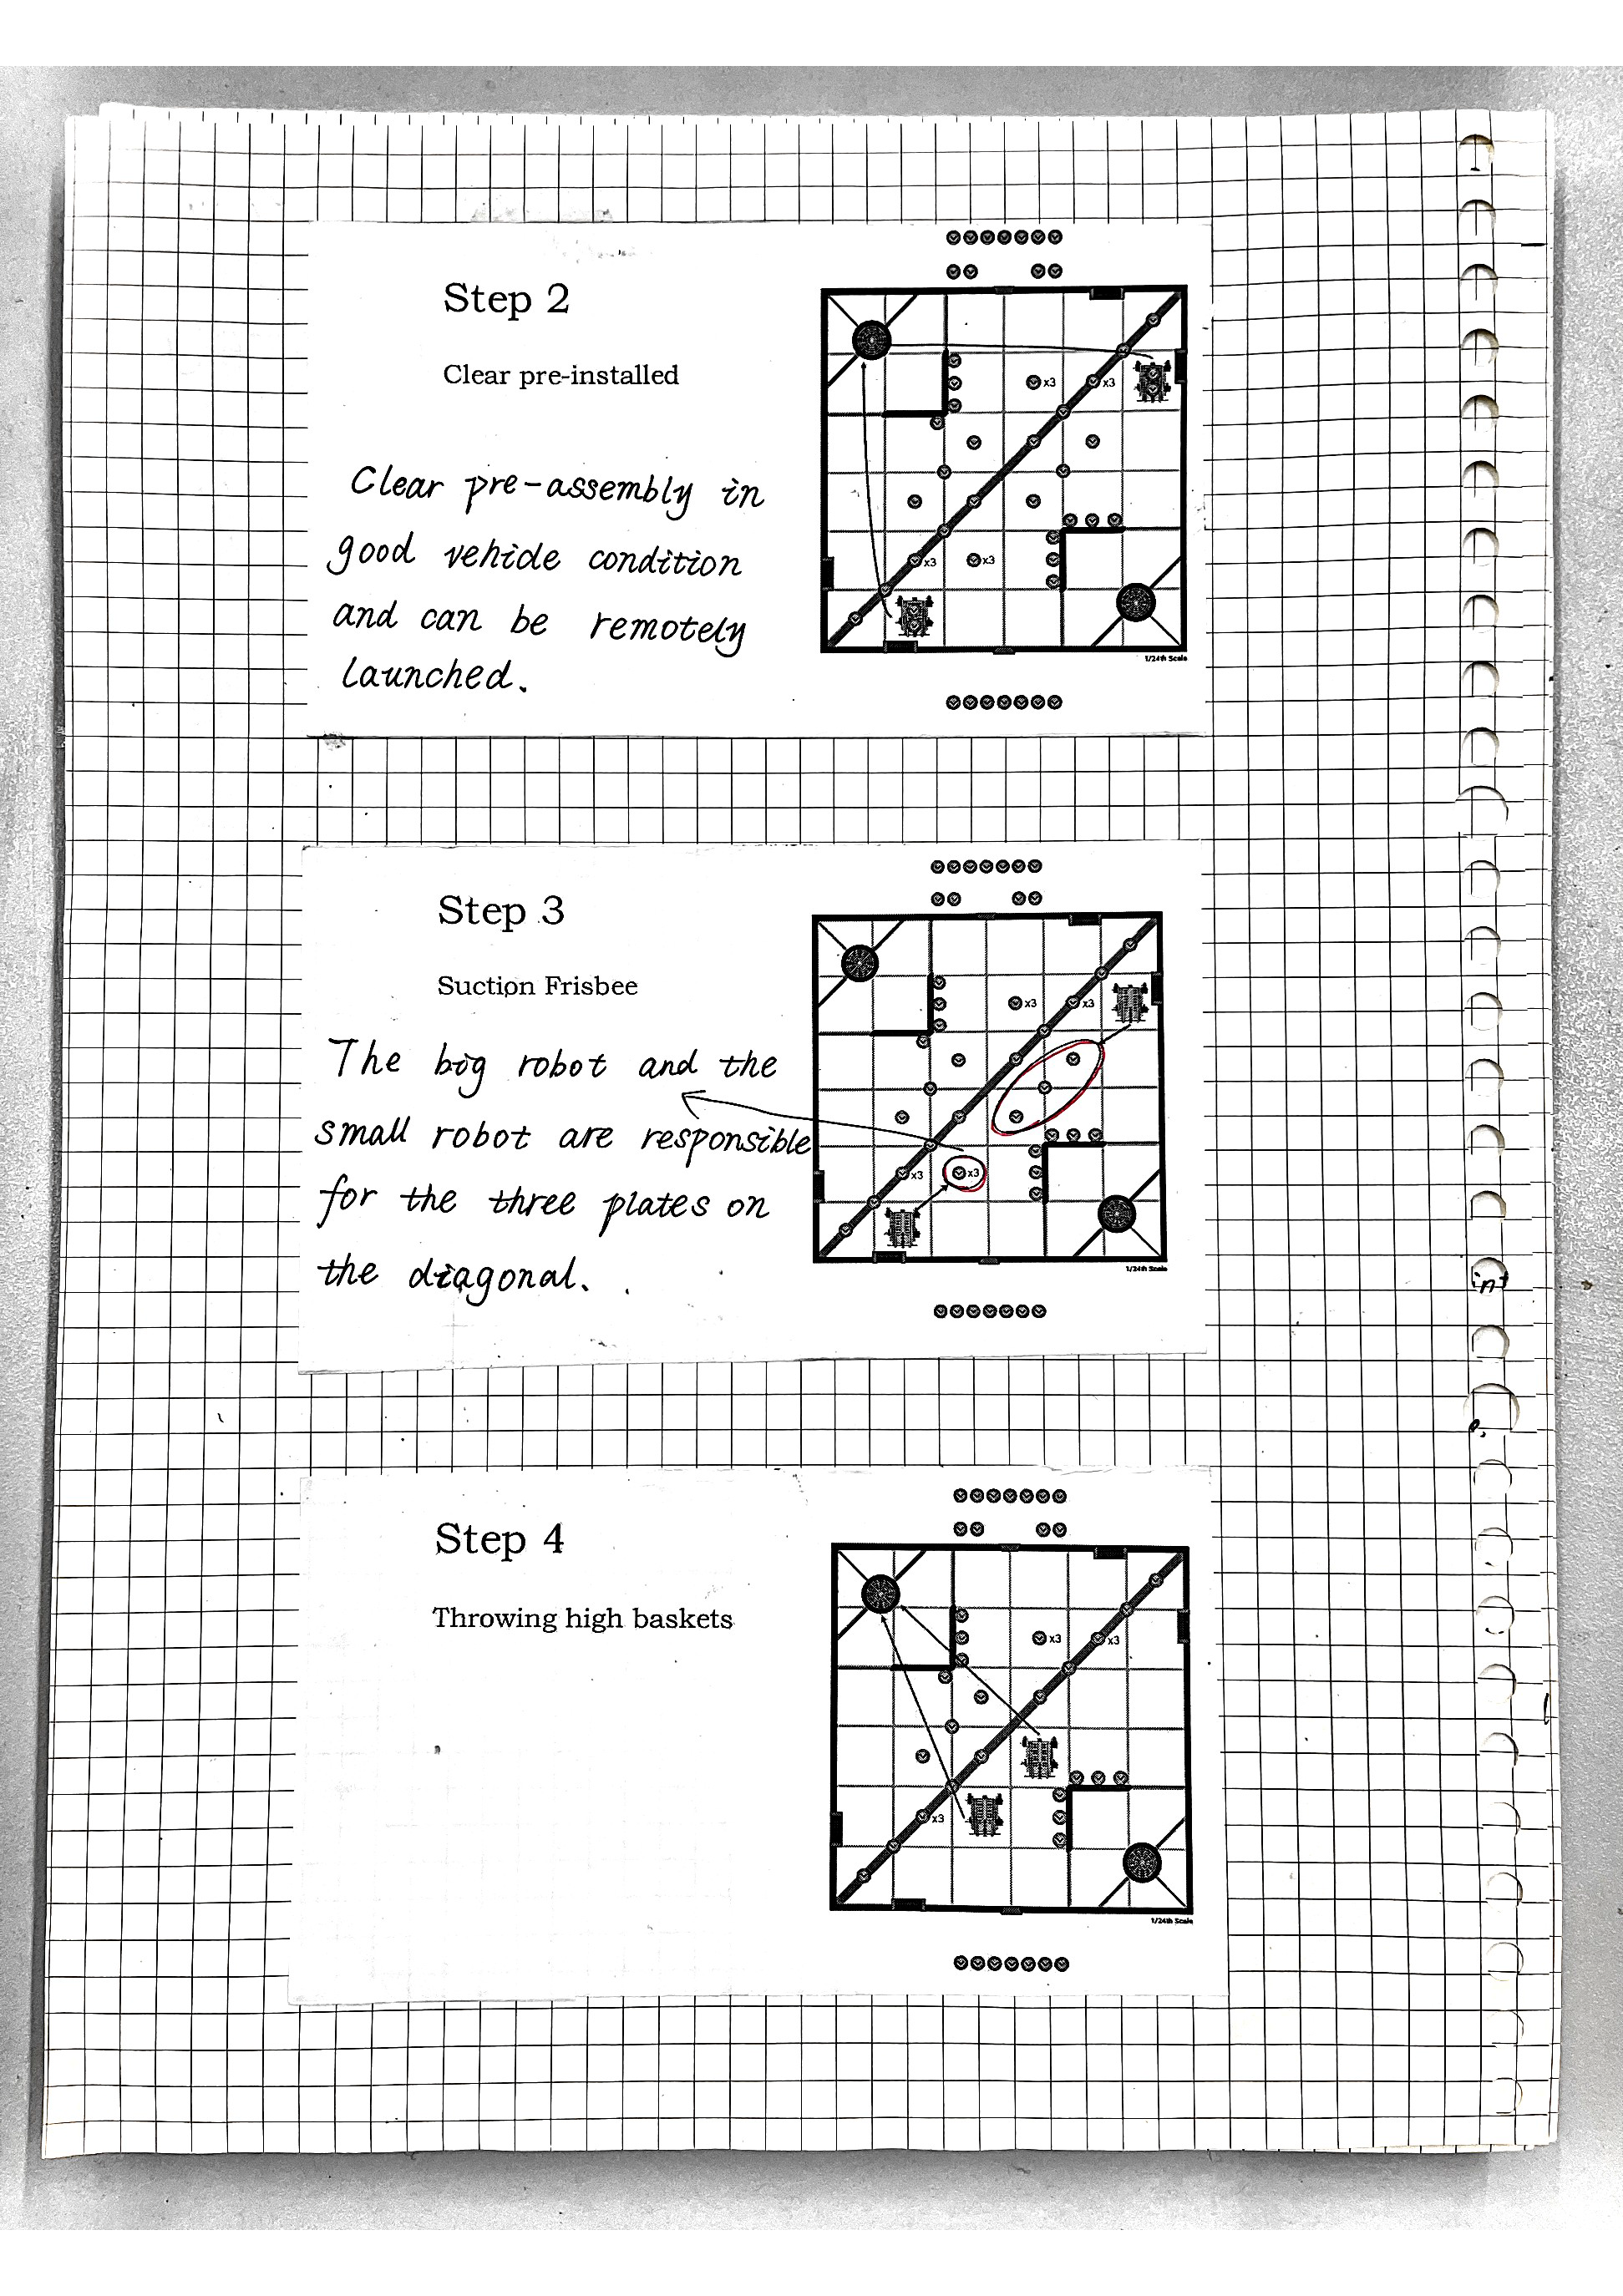 Step 2
Clear pre-installed
Clear pre-assembly in
good vehicle condition
and can be remotely
launched.
x3
x3
x3
x3
1/24th Scale
Step 3
Suction Frisbee
The big robot and the
small robot are responsible
for the three plates on
the diagonal.
x3
x3
x3
x3
1/24th Scale
int
Step 4
Throwing high baskets
x3
x3
x3
1/24th Scale